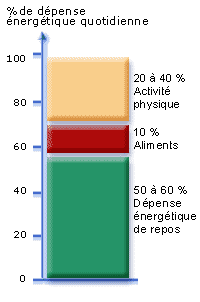 % de dépense
énergétique quotidienne
100
80
60
40
20
0
20 à 40 %
Activité
physique
10 %
Aliments
50 à 60 %
Dépense
énergétique
de repos